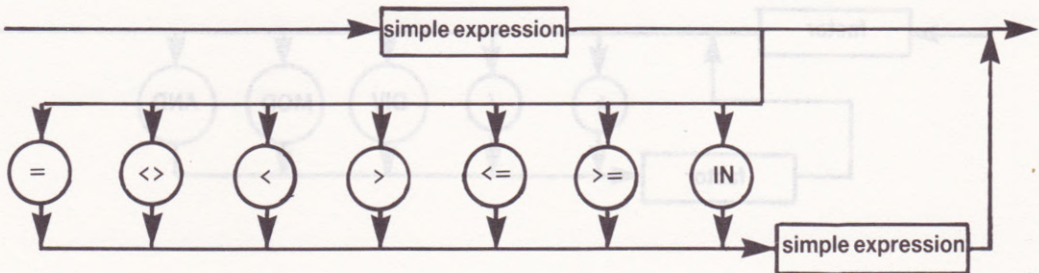 simple expression
= <> < > <= >= IN
simple expression